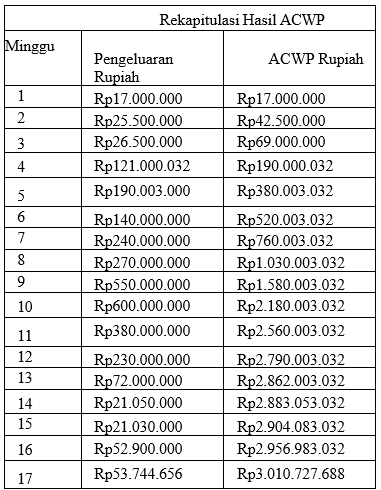 Rekapitulasi Hasil ACWP
Minggu
Pengeluaran Rupiah ACWP Rupiah
1 Rp17.000.000 Rp17.000.000
2 Rp25.500.000 Rp42.500.000
3 Rp26.500.000 Rp69.000.000
4 Rp121.000.032 Rp190.000.032
5 Rp190.003.000 Rp380.003.032
6 Rp140.000.000 Rp520.003.032
7 Rp240.000.000 Rp760.003.032
8 Rp270.000.000 Rp1.030.003.032
9 Rp550.000.000 Rp1.580.003.032
10 Rp600.000.000 Rp2.180.003.032
11 Rp380.000.000 Rp2.560.003.032
12 Rp230.000.000 Rp2.790.003.032
13 Rp72.000.000 Rp2.862.003.032
14 Rp21.050.000 Rp2.883.053.032
15 Rp21.030.000 Rp2.904.083.032
16 Rp52.900.000 Rp2.956.983.032
17 Rp53.744.656 Rp3.010.727.688